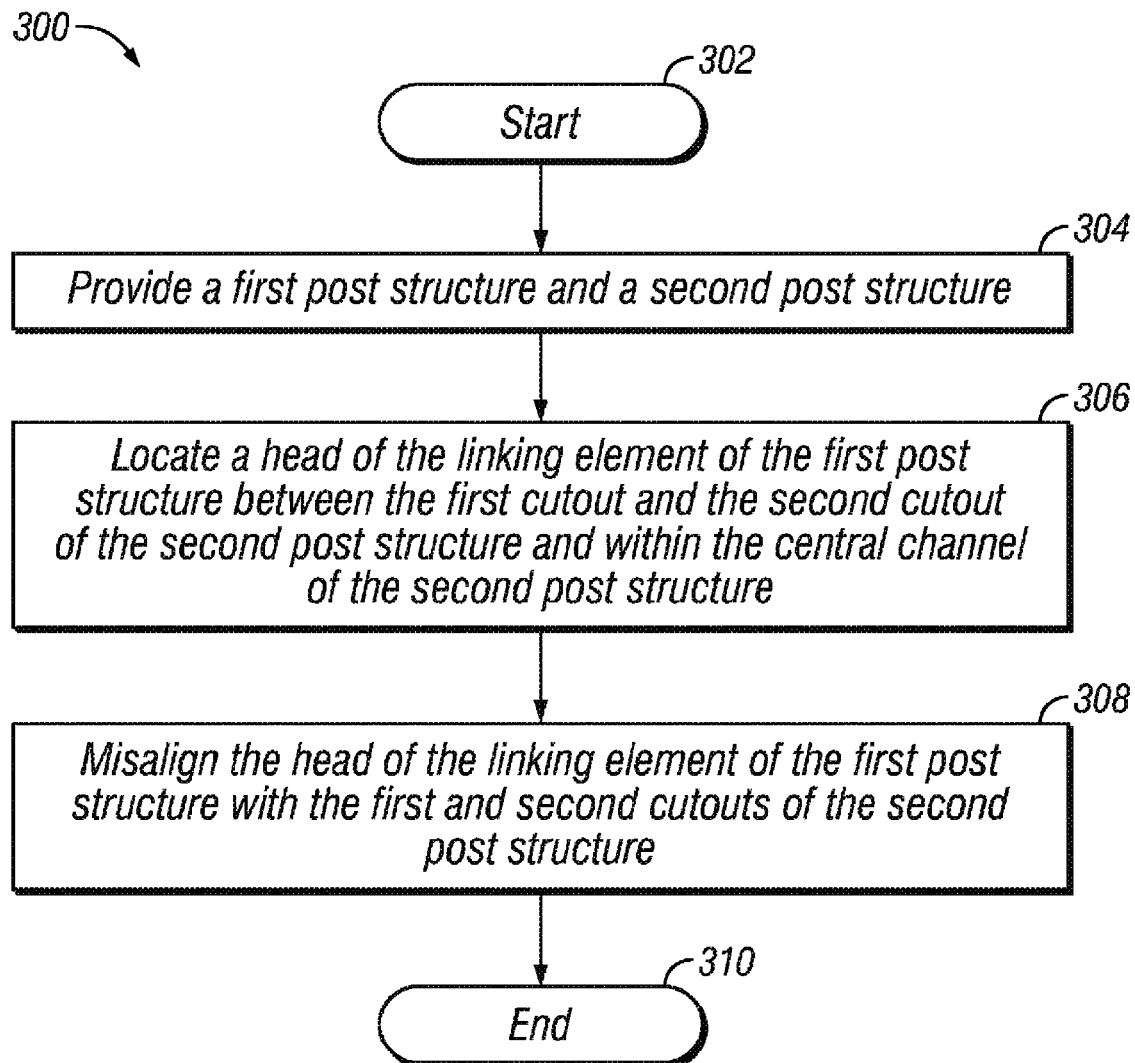 300
302
Start
304
Provide a first post structure and a second post structure
306
Locate a head of the linking element of the first post
structure between the first cutout and the second cutout
of the second post structure and within the central channel
of the second post structure
308
Misalign the head of the linking element of the first post
structure with the first and second cutouts of the second
post structure
310
End